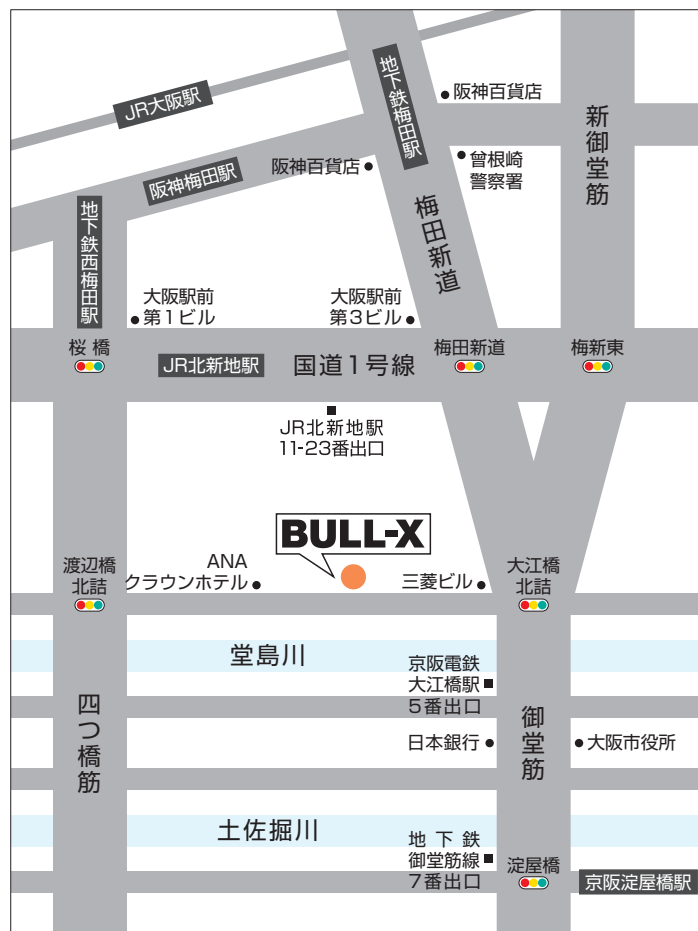 地下鉄梅田駅
阪神百貨店
JR大阪駅
新御堂筋
阪神百貨店
曾根崎
警察署
阪神梅田駅
地下鉄西梅田駅
梅田新道
大阪駅前
第1ビル
大阪駅前
第3ビル
桜橋
JR北新地駅
国道1号線
梅田新道
梅新東
JR北新地駅
11-23番出口
BULL-X
渡辺橋
北詰
ANA
クラウンホテル
三菱ビル
大江橋
北詰
堂島川
京阪電鉄
大江橋駅
5番出口
四つ橋筋
御堂筋
日本銀行
大阪市役所
土佐掘川
地下鉄
御堂筋線
7番出口
淀屋橋
京阪淀屋橋駅